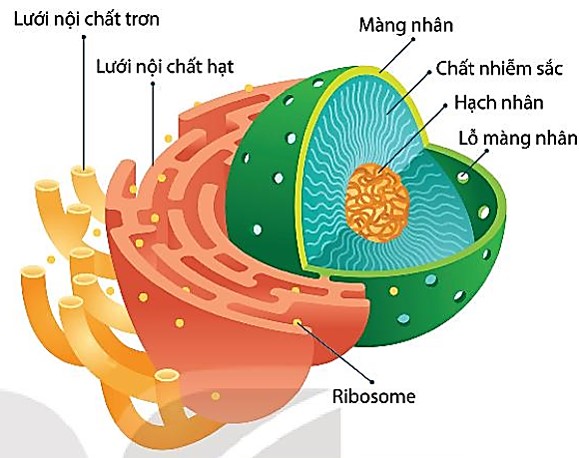 Lưới nội chất trơn
Màng nhân
Lưới nội chất hạt
Chất nhiễm sắc
Hạch nhân
Lỗ màng nhân
Ribosome